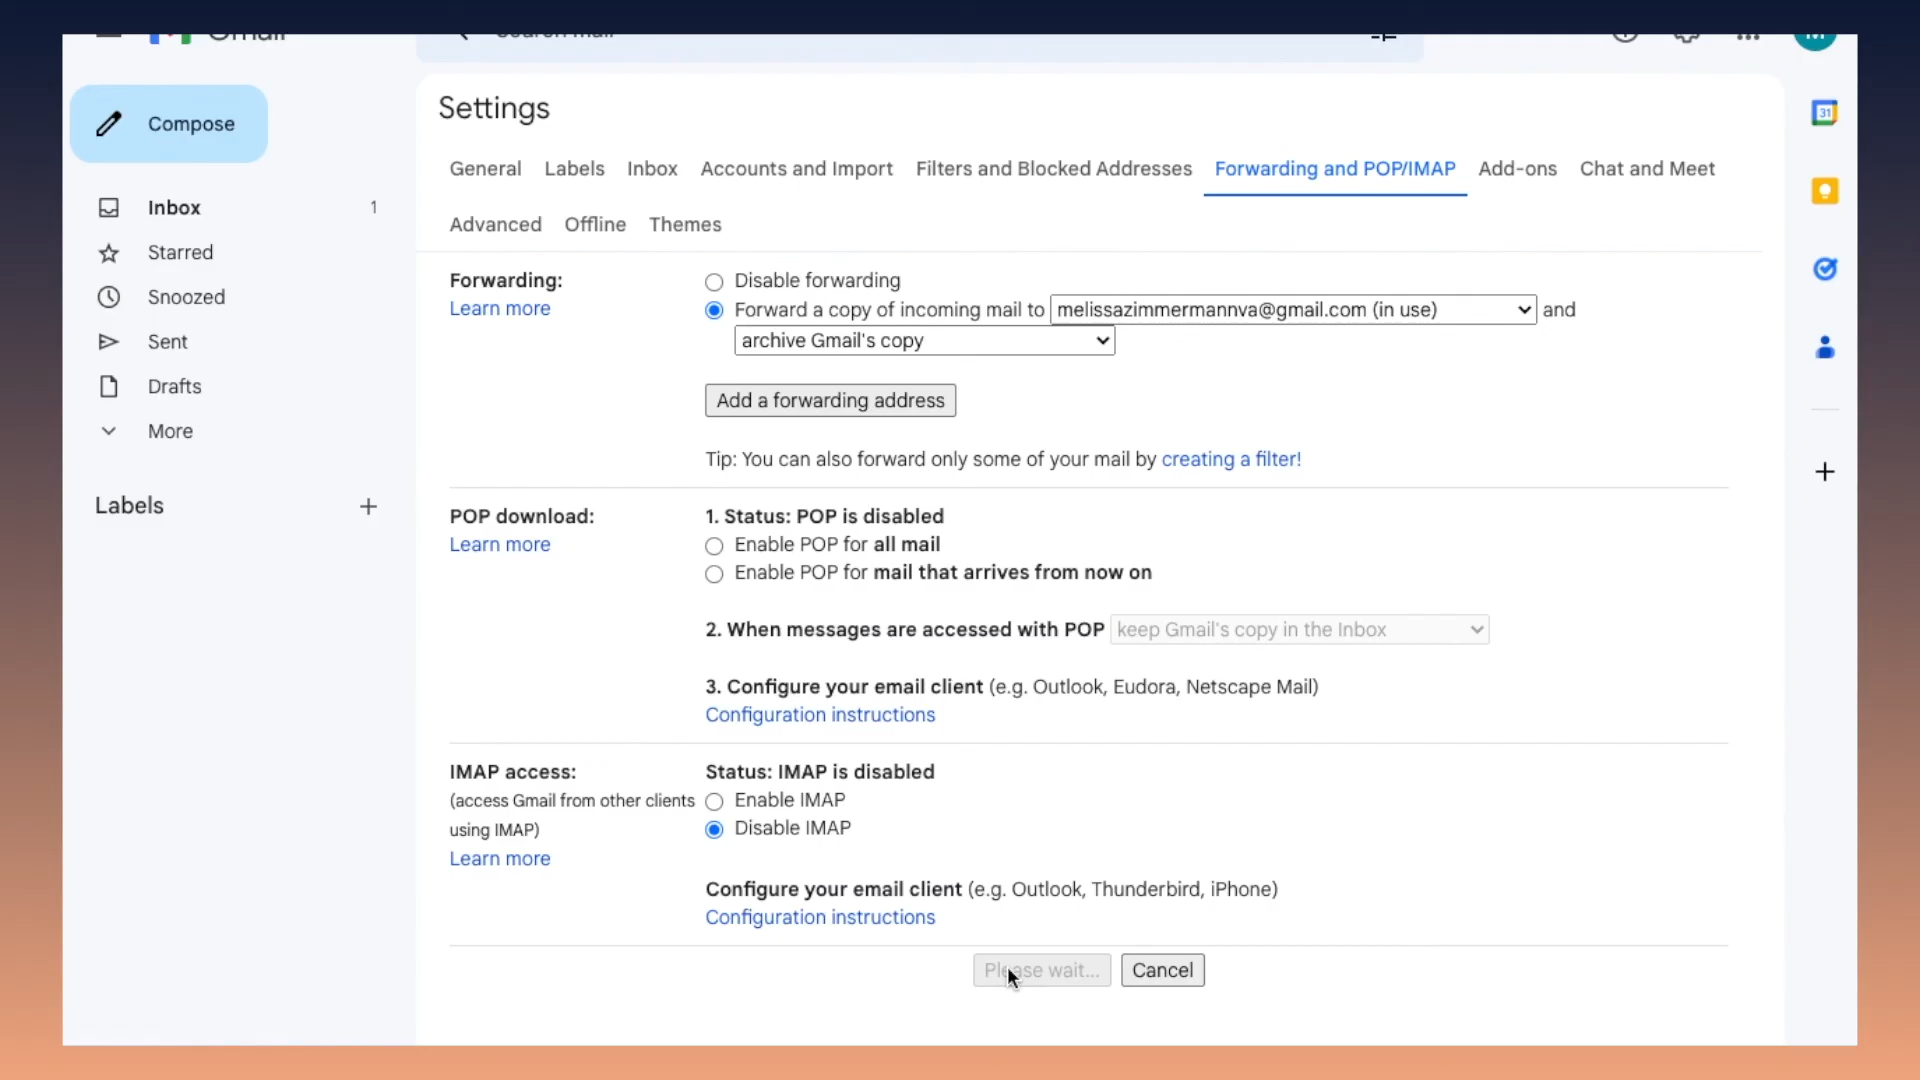 Gmail
Search mail
Compose
Inbox 1
Starred
Snoozed
Sent
Drafts
More
Labels
Settings
General Labels Inbox Accounts and Import Filters and Blocked Addresses Forwarding and POP/IMAP Add-ons Chat and Meet
Advanced Offline Themes
Forwarding:
Learn more
Disable forwarding
Forward a copy of incoming mail to melissazimmermannva@gmail.com (in use) and
archive Gmail's copy
Add a forwarding address
Tip: You can also forward only some of your mail by creating a filter!
POP download:
Learn more
1. Status: POP is disabled
Enable POP for all mail
Enable POP for mail that arrives from now on
2. When messages are accessed with POP keep Gmail's copy in the Inbox
3. Configure your email client (e.g. Outlook, Eudora, Netscape Mail)
Configuration instructions
IMAP access:
(access Gmail from other clients
using IMAP)
Learn more
Status: IMAP is disabled
Enable IMAP
Disable IMAP
Configure your email client (e.g. Outlook, Thunderbird, iPhone)
Configuration instructions
Please wait... Cancel
31
M